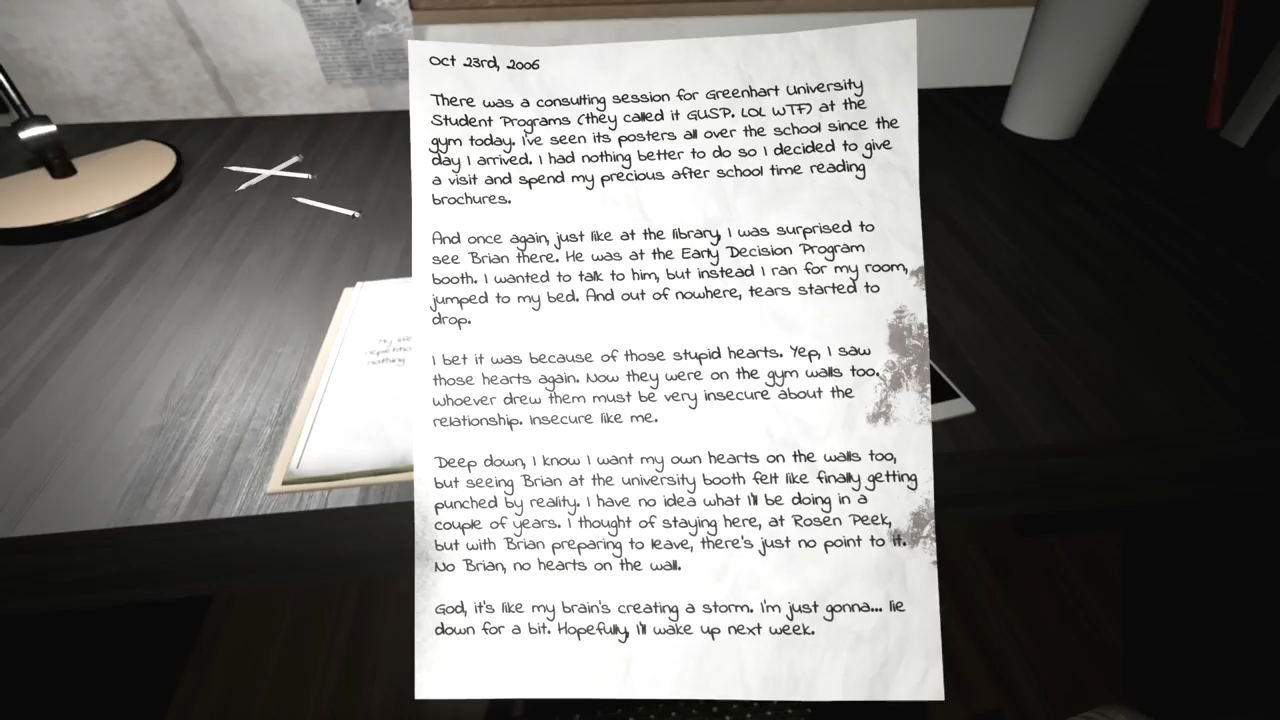 Oct 23rd, 2006
There was a consulting session for Greenhart University
Student Programs (they called it GUSP. LOL WTF) at the
gym today. I've seen its posters all over the school since the
day I arrived. I had nothing better to do so I decided to give
a visit and spend my precious after school time reading
brochures.
And once again, just like at the library, I was surprised to
see Brian there. He was at the Early Decision Program
booth. I wanted to talk to him, but instead I ran for my room,
jumped to my bed. And out of nowhere, tears started to
drop.
I bet it was because of those stupid hearts. Yep, I saw
those hearts again. Now they were on the gym walls too.
Whoever drew them must be very insecure about the
relationship. Insecure like me.
Deep down, I know I want my own hearts on the walls too,
but seeing Brian at the university booth felt like finally getting
punched by reality. I have no idea what I'll be doing in a
couple of years. I thought of staying here, at Rosen Peek,
but with Brian preparing to leave, there's just no point to it.
No Brian, no hearts on the wall.
God, it's like my brain's creating a storm. I'm just gonna... lie
down for a bit. Hopefully, I'll wake up next week.
My
nothing